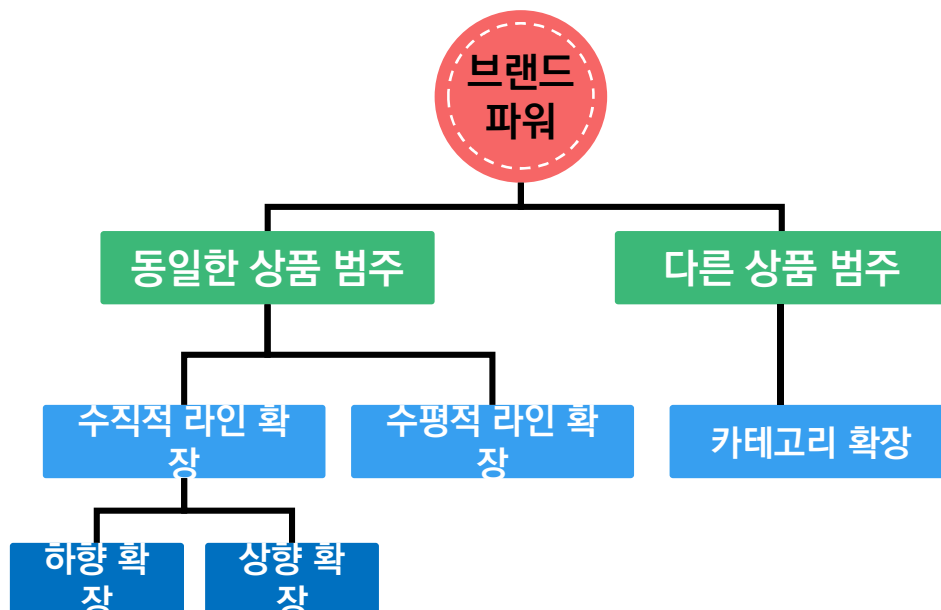 브랜드
파워
동일한 상품 범주
다른 상품 범주
수직적 라인 확
장
수평적 라인 확
장
카테고리 확장
하향 확
장
상향 확
장